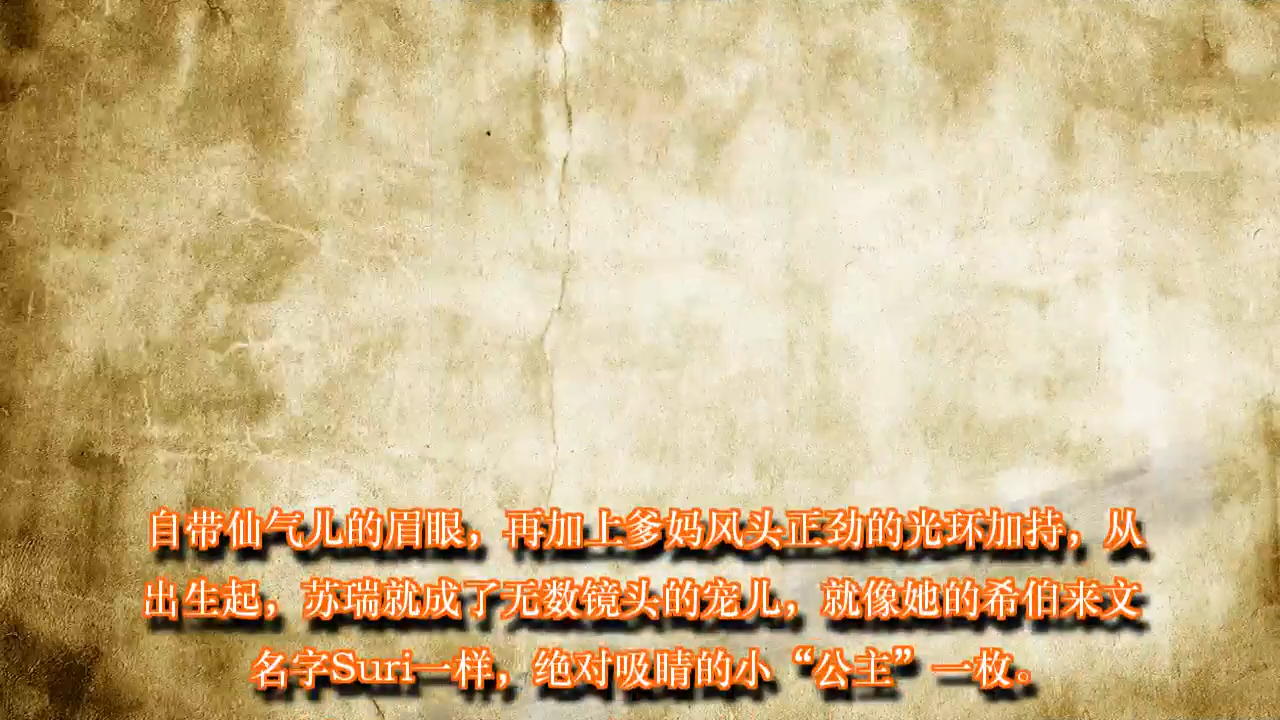 自带仙气儿的眉眼，再加上爹妈风头正劲的光环加持，从
出生起，苏瑞就成了无数镜头的宠儿，就像她的希伯来文
名字Suri一样，绝对吸睛的小“公主”一枚。